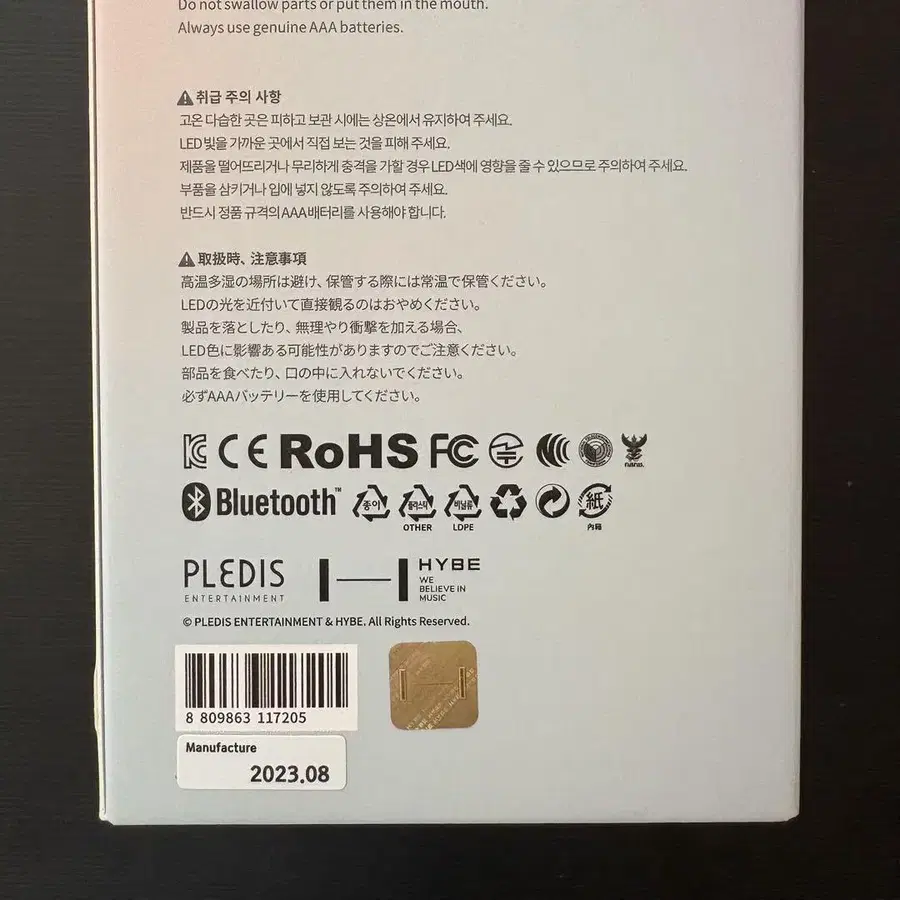 Do not swallow parts or put them in the mouth.
Always use genuine AAA batteries.
취급 주의 사항
고온 다습한 곳은 피하고 보관 시에는 상온에서 유지하여 주세요.
LED빛을 가까운 곳에서 직접 보는 것을 피해 주세요.
제품을 떨어뜨리거나 무리하게 충격을 가할 경우 LED색에 영향을 줄 수 있으므로 주의하여 주세요.
부품을 삼키거나 입에 넣지 않도록 주의하여 주세요.
반드시 정품 규격의 AAA배터리를 사용해야 합니다.
取扱時、注意事項
高温多湿の場所は避け、保管する際には常温で保管ください。
LEDの光を近付いて直接観るのはおやめください。
製品を落としたり、無理やり衝撃を加える場合、
LED色に影響ある可能性がありますのでご注意ください。
部品を食べたり、口の中に入れないでください。
必ずAAAバッテリーを使用してください。
CE RoHS FC
Bluetooth™ 종이 플라스틱 비닐류 紙
OTHER LDPE 內箱
PLEDIS
ENTERTAINMENT
HYBE
WE
BELIEVE IN
MUSIC
© PLEDIS ENTERTAINMENT & HYBE. All Rights Reserved.
8 809863 117205
Manufacture
2023.08